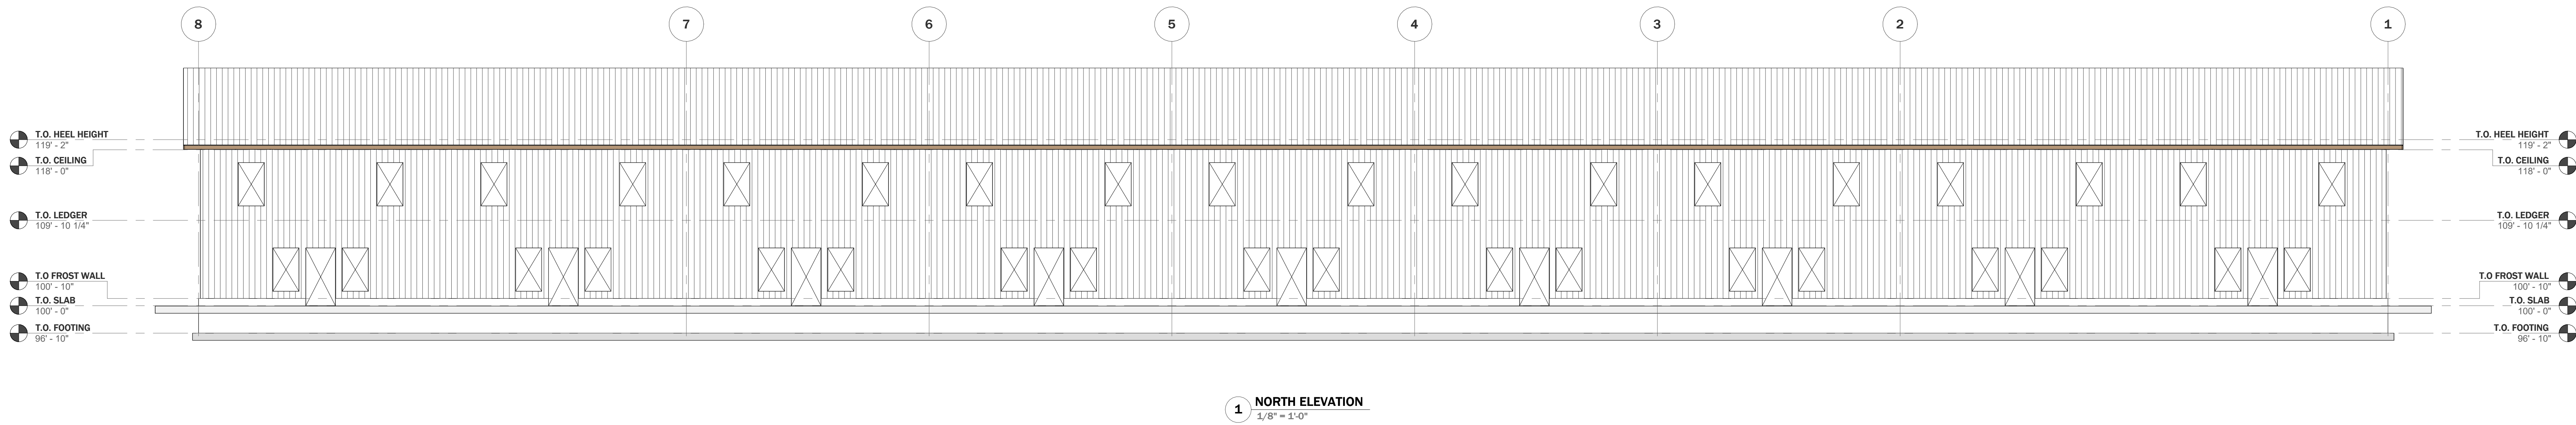 8 7 6 5 4 3 2 1
T.O. HEEL HEIGHT
119' - 2"
T.O. CEILING
118' - 0"
T.O. LEDGER
109' - 10 1/4"
T.O FROST WALL
100' - 10"
T.O. SLAB
100' - 0"
T.O. FOOTING
96' - 10"
T.O. HEEL HEIGHT
119' - 2"
T.O. CEILING
118' - 0"
T.O. LEDGER
109' - 10 1/4"
T.O FROST WALL
100' - 10"
T.O. SLAB
100' - 0"
T.O. FOOTING
96' - 10"
1 NORTH ELEVATION
1/8" = 1'-0"